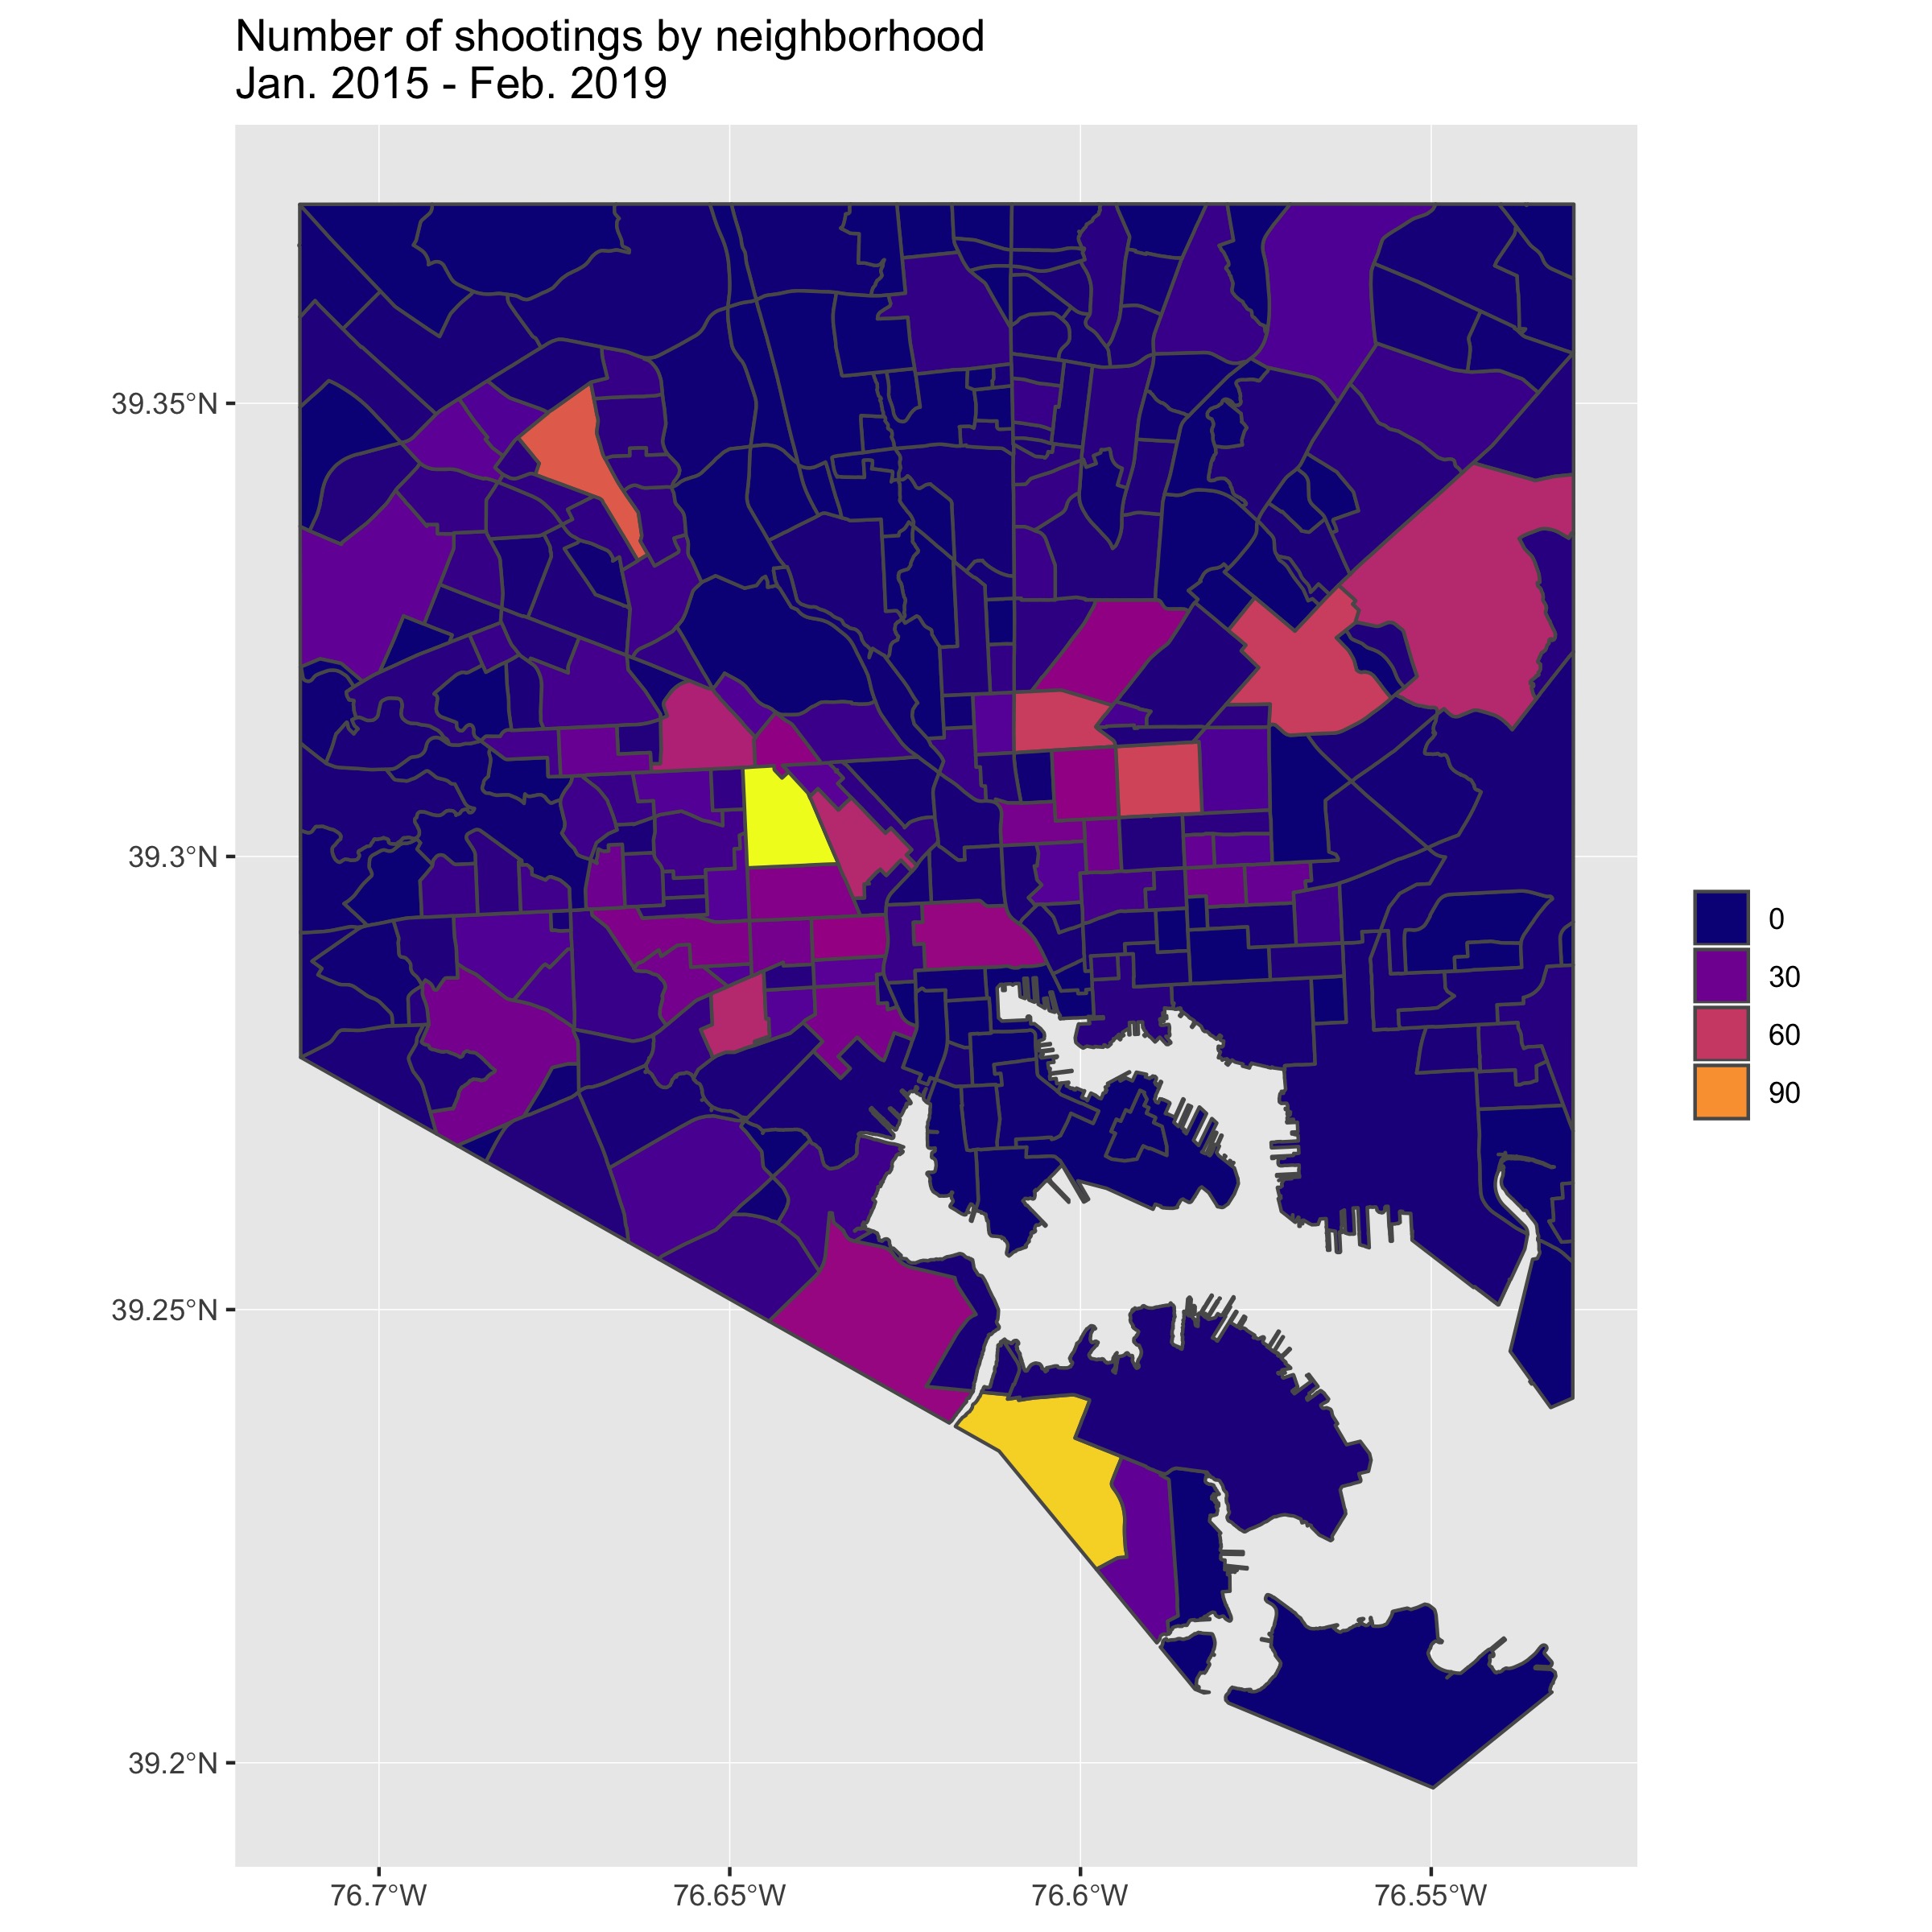 Number of shootings by neighborhood
Jan. 2015 - Feb. 2019
39.35°N
39.3°N
39.25°N
39.2°N
76.7°W
76.65°W
76.6°W
76.55°W
0
30
60
90